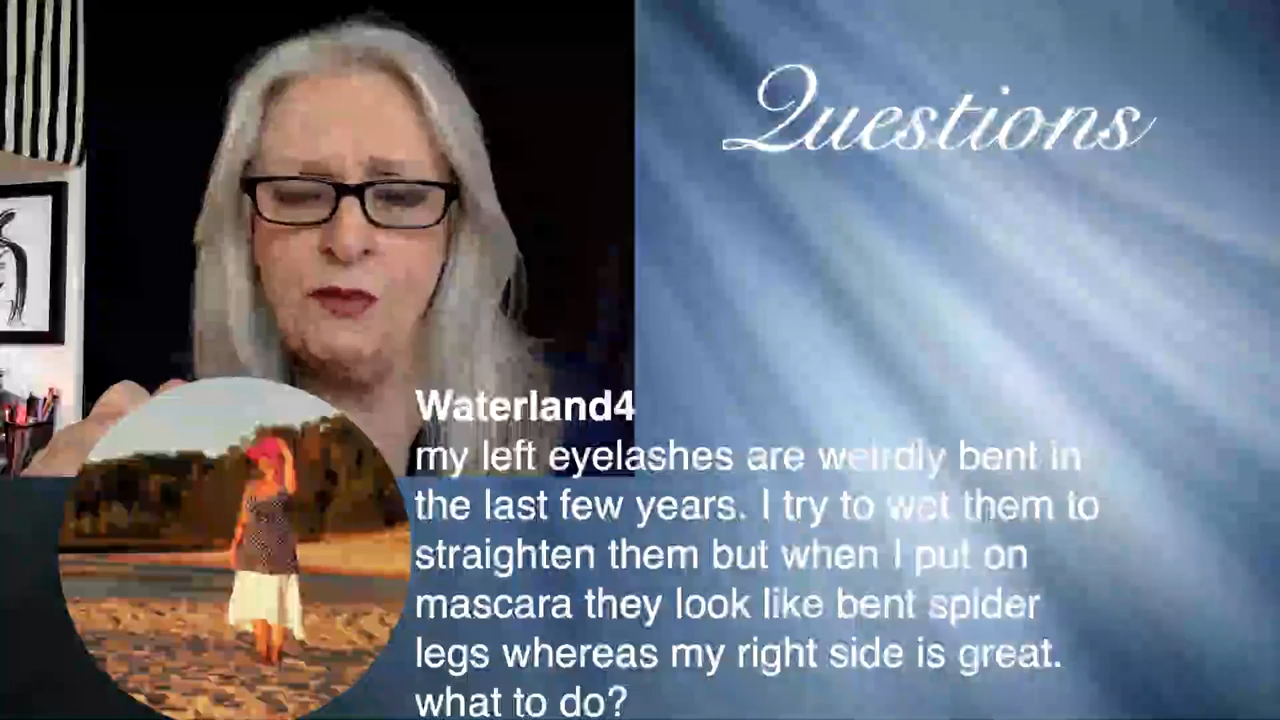 Questions
Waterland4
my left eyelashes are weirdly bent in
the last few years. I try to wet them to
straighten them but when I put on
mascara they look like bent spider
legs whereas my right side is great.
what to do?